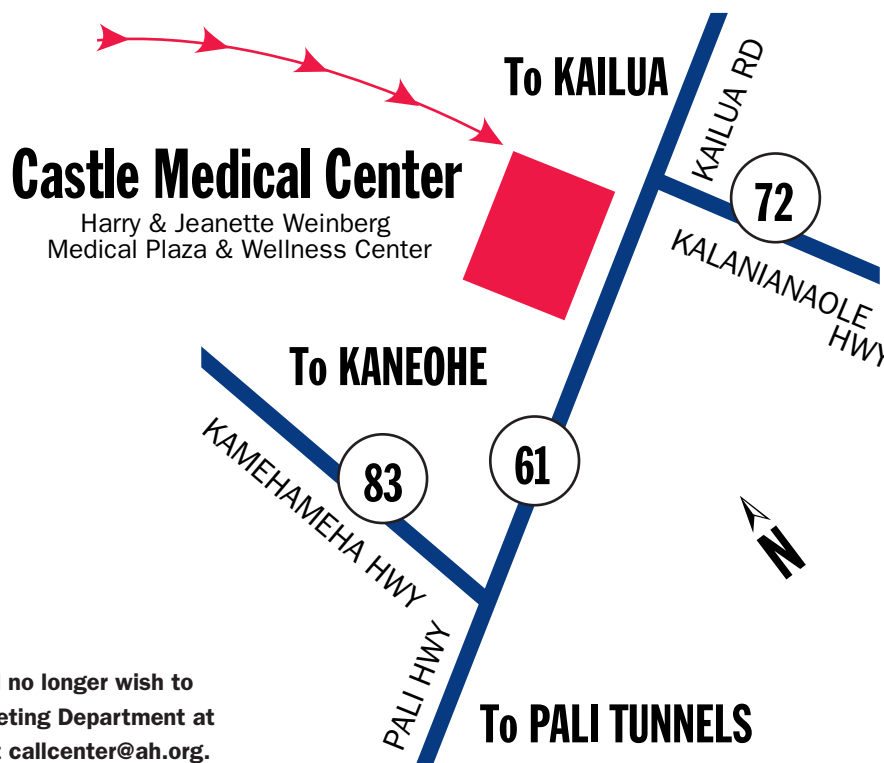 To KAILUA
KAILUA RD
Castle Medical Center
Harry & Jeanette Weinberg
Medical Plaza & Wellness Center
72
KALANIANAOLE
HWY
To KANEOHE
KAMEHAMEHA HWY
83
61
N
PALI HWY
To PALI TUNNELS
no longer wish to
eting Department at
callcenter@ah.org.